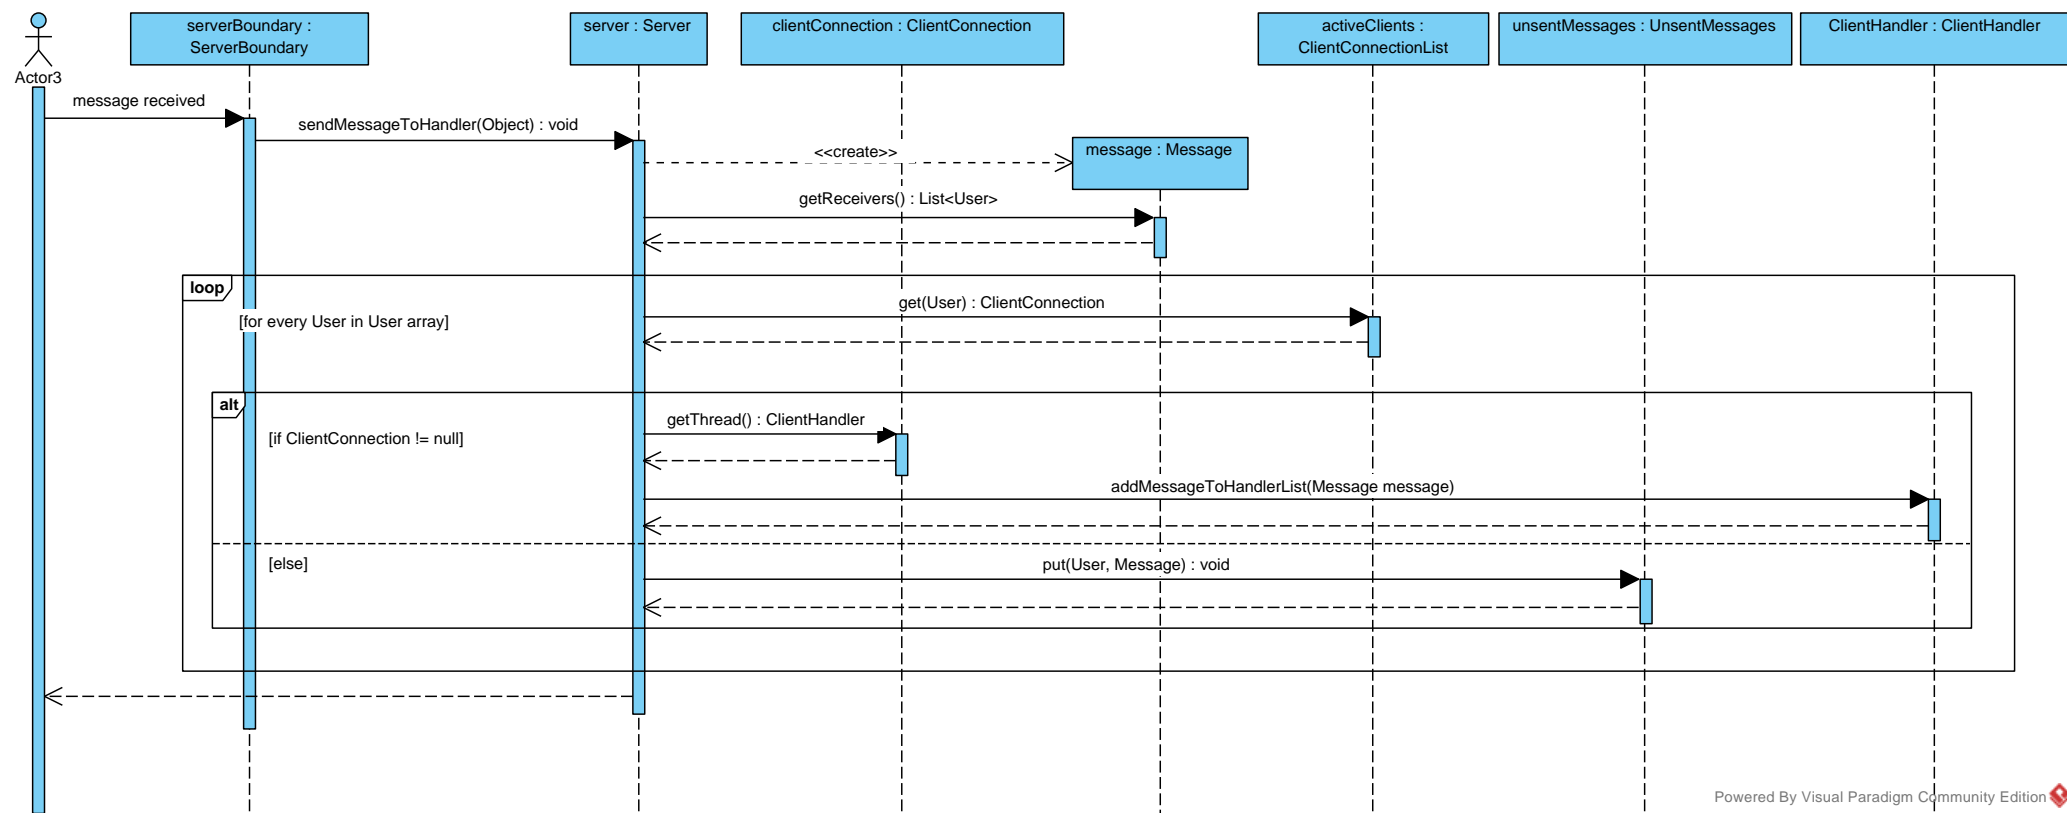 serverBoundary :
ServerBoundary
server : Server
clientConnection : ClientConnection
activeClients :
ClientConnectionList
unsentMessages : UnsentMessages
ClientHandler : ClientHandler
Actor3
message received
sendMessageToHandler(Object) : void
<<create>>
message : Message
getReceivers() : List<User>
loop
get(User) : ClientConnection
[for every User in User array]
alt
getThread() : ClientHandler
[if ClientConnection != null]
addMessageToHandlerList(Message message)
[else]
put(User, Message) : void
Powered By Visual Paradigm Community Edition